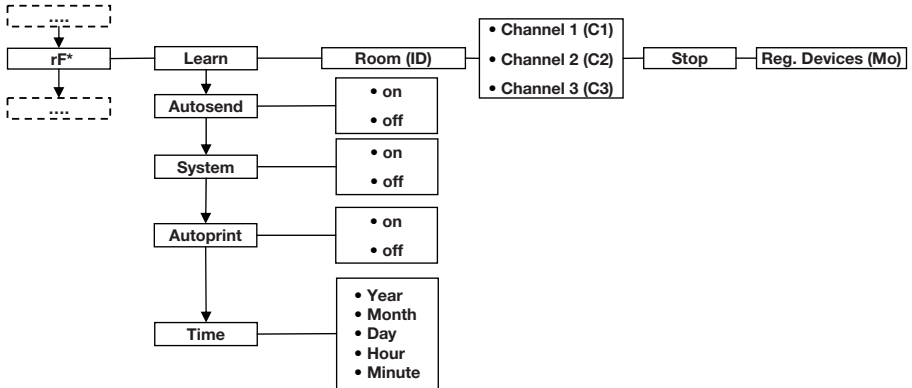 ....
rF*
....
Learn
Room (ID)
• Channel 1 (C1)
• Channel 2 (C2)
• Channel 3 (C3)
Stop
Reg. Devices (Mo)
Autosend
• on
• off
System
• on
• off
Autoprint
• on
• off
Time
• Year
• Month
• Day
• Hour
• Minute